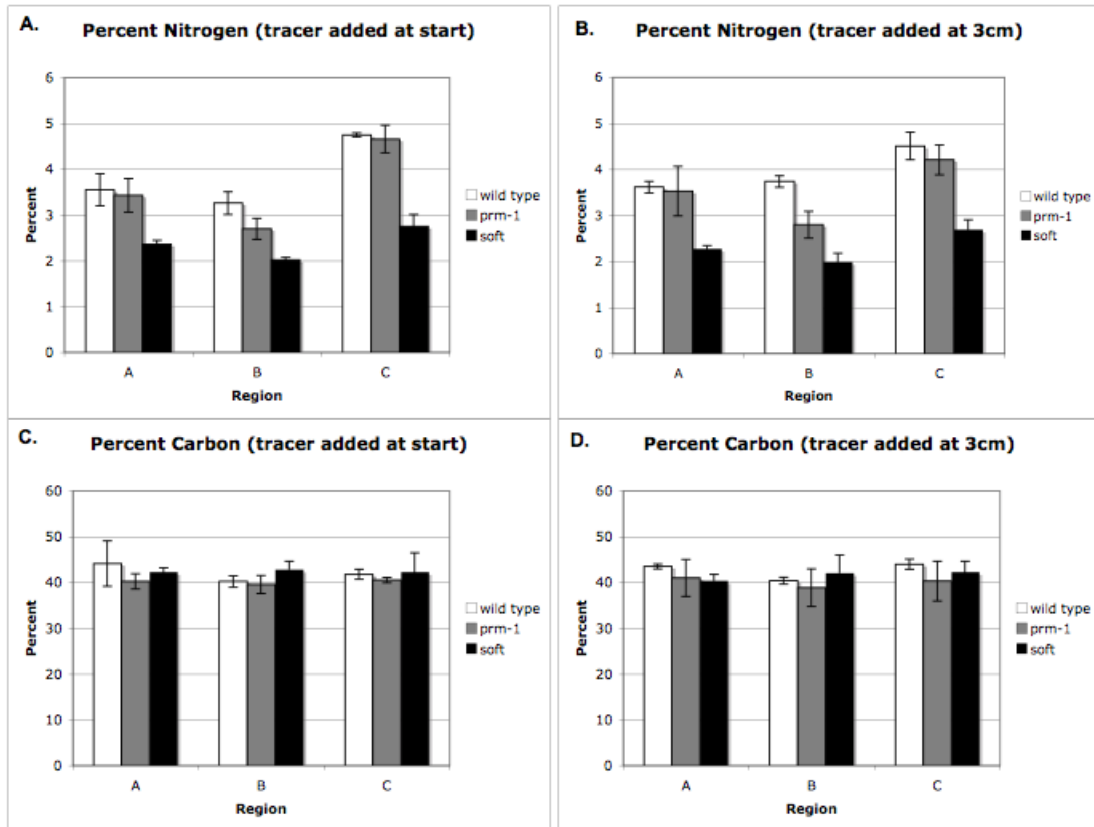 A.
Percent Nitrogen (tracer added at start)
6
5
4
3
2
1
0
Percent
A B C
Region
wild type
prm-1
soft
B.
Percent Nitrogen (tracer added at 3cm)
6
5
4
3
2
1
0
Percent
A B C
Region
wild type
prm-1
soft
C.
Percent Carbon (tracer added at start)
60
50
40
30
20
10
0
Percent
A B C
Region
wild type
prm-1
soft
D.
Percent Carbon (tracer added at 3cm)
60
50
40
30
20
10
0
Percent
A B C
Region
wild type
prm-1
soft